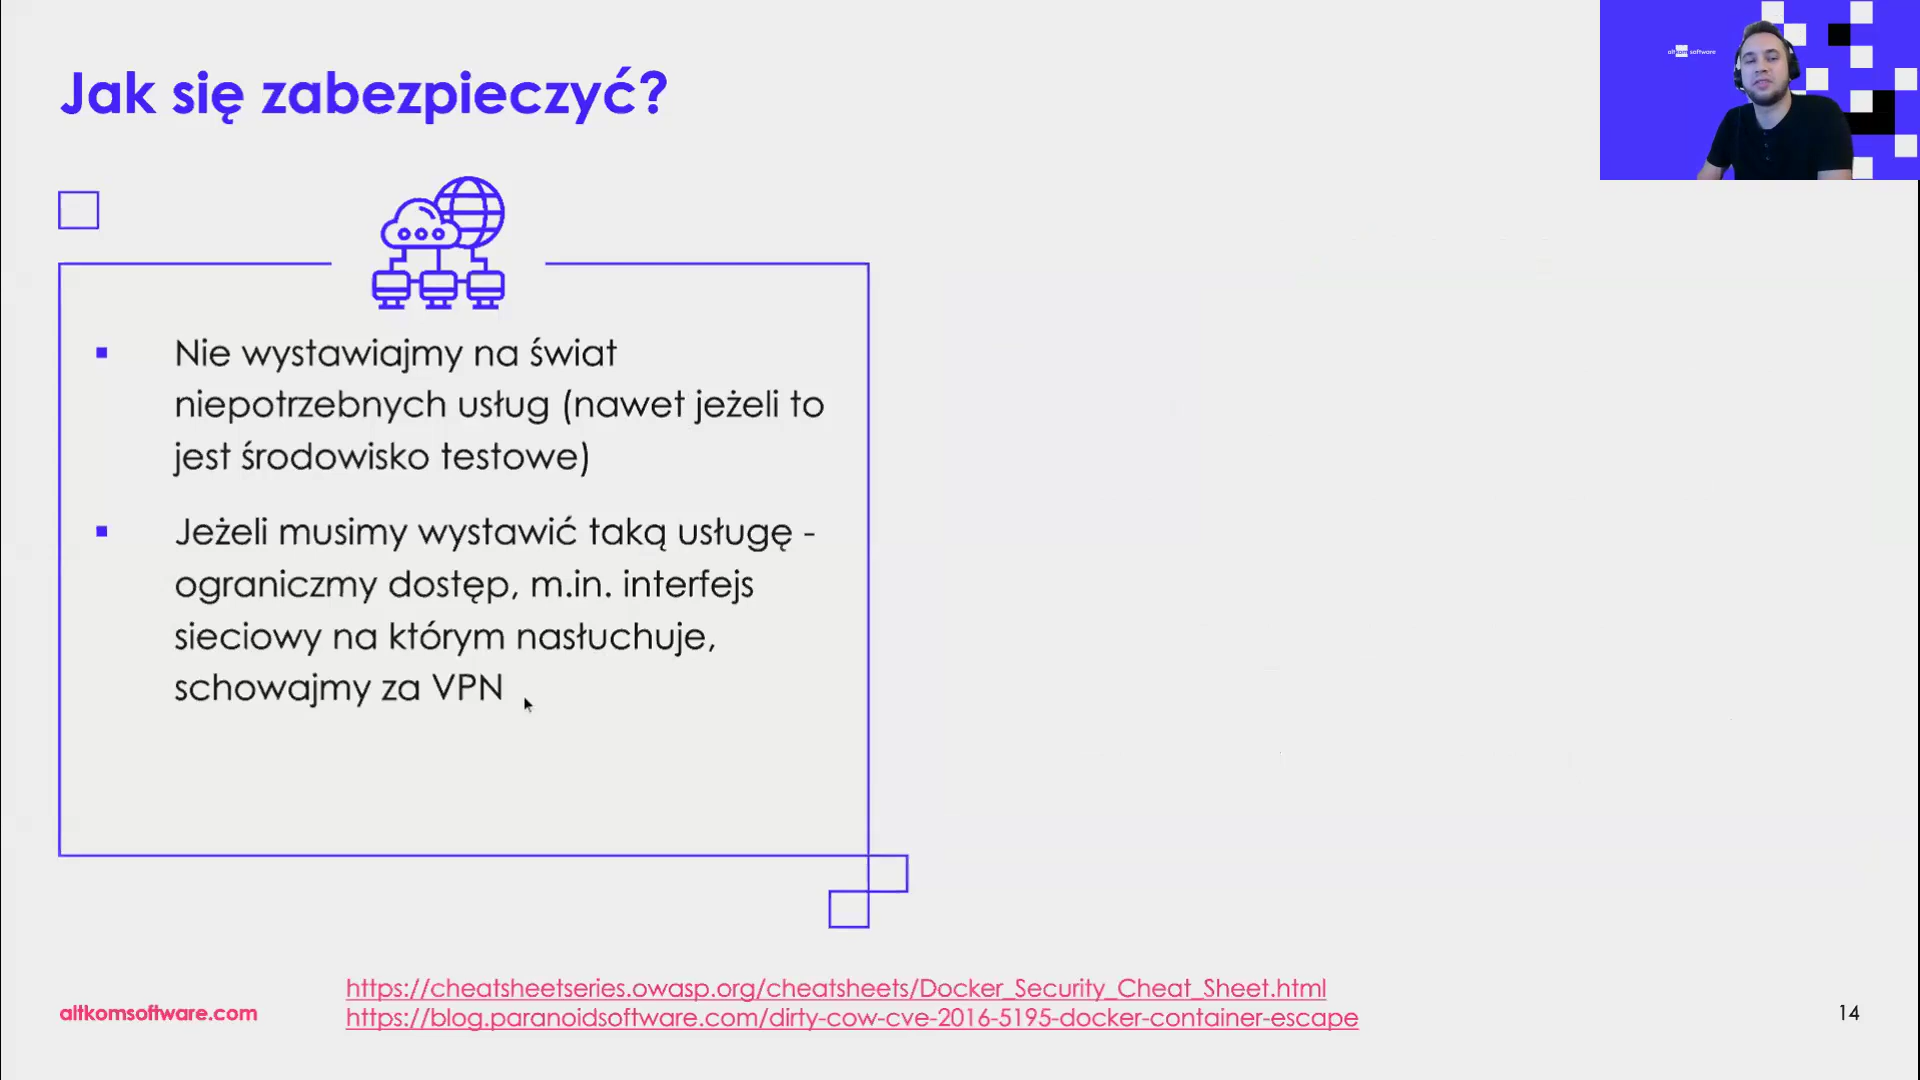 Jak się zabezpieczyć?
altkom software
Nie wystawiajmy na świat
niepotrzebnych usług (nawet jeżeli to
jest środowisko testowe)
Jeżeli musimy wystawić taką usługę -
ograniczmy dostęp, m.in. interfejs
sieciowy na którym nasłuchuje,
schowajmy za VPN
https://cheatsheetseries.owasp.org/cheatsheets/Docker_Security_Cheat_Sheet.html
https://blog.paranoidsoftware.com/dirty-cow-cve-2016-5195-docker-container-escape
altkomsoftware.com
14